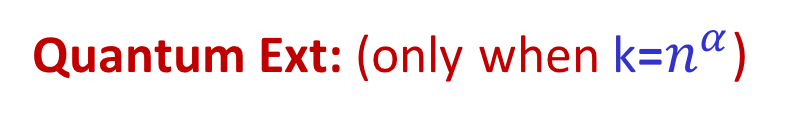 Quantum Ext: (only when k=n^α)